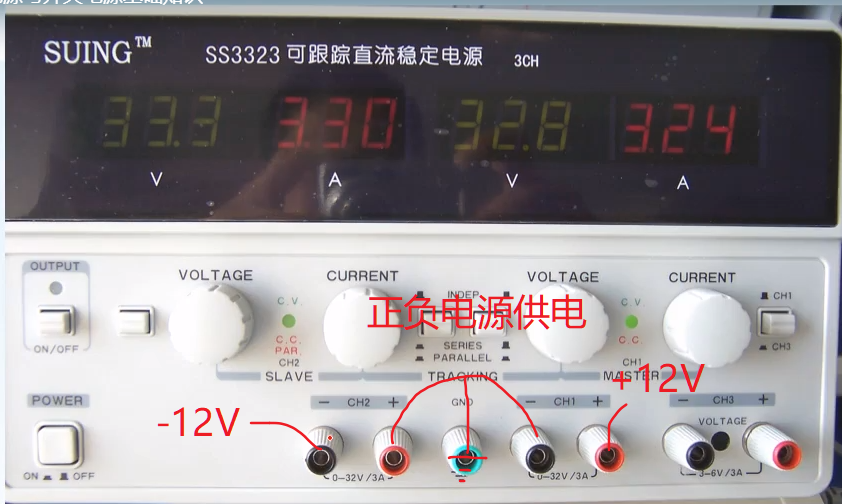 SUING™
SS3323 可跟踪直流稳定电源 3CH
33.3 3.30 32.8 3.24
V A V A
OUTPUT
ON/OFF
VOLTAGE CURRENT VOLTAGE CURRENT
C.V.
C.C.
PAR.
CH2
SLAVE
INDEP
正负电源供电
SERIES
PARALLEL
TRACKING
C.V.
C.C.
CH1
MASTER
CH1
CH3
POWER
ON OFF
-12V
+12V
− CH2 +
GND
− CH1 +
− CH3 +
VOLTAGE
0-32V/3A
0-32V/3A
3-6V/3A